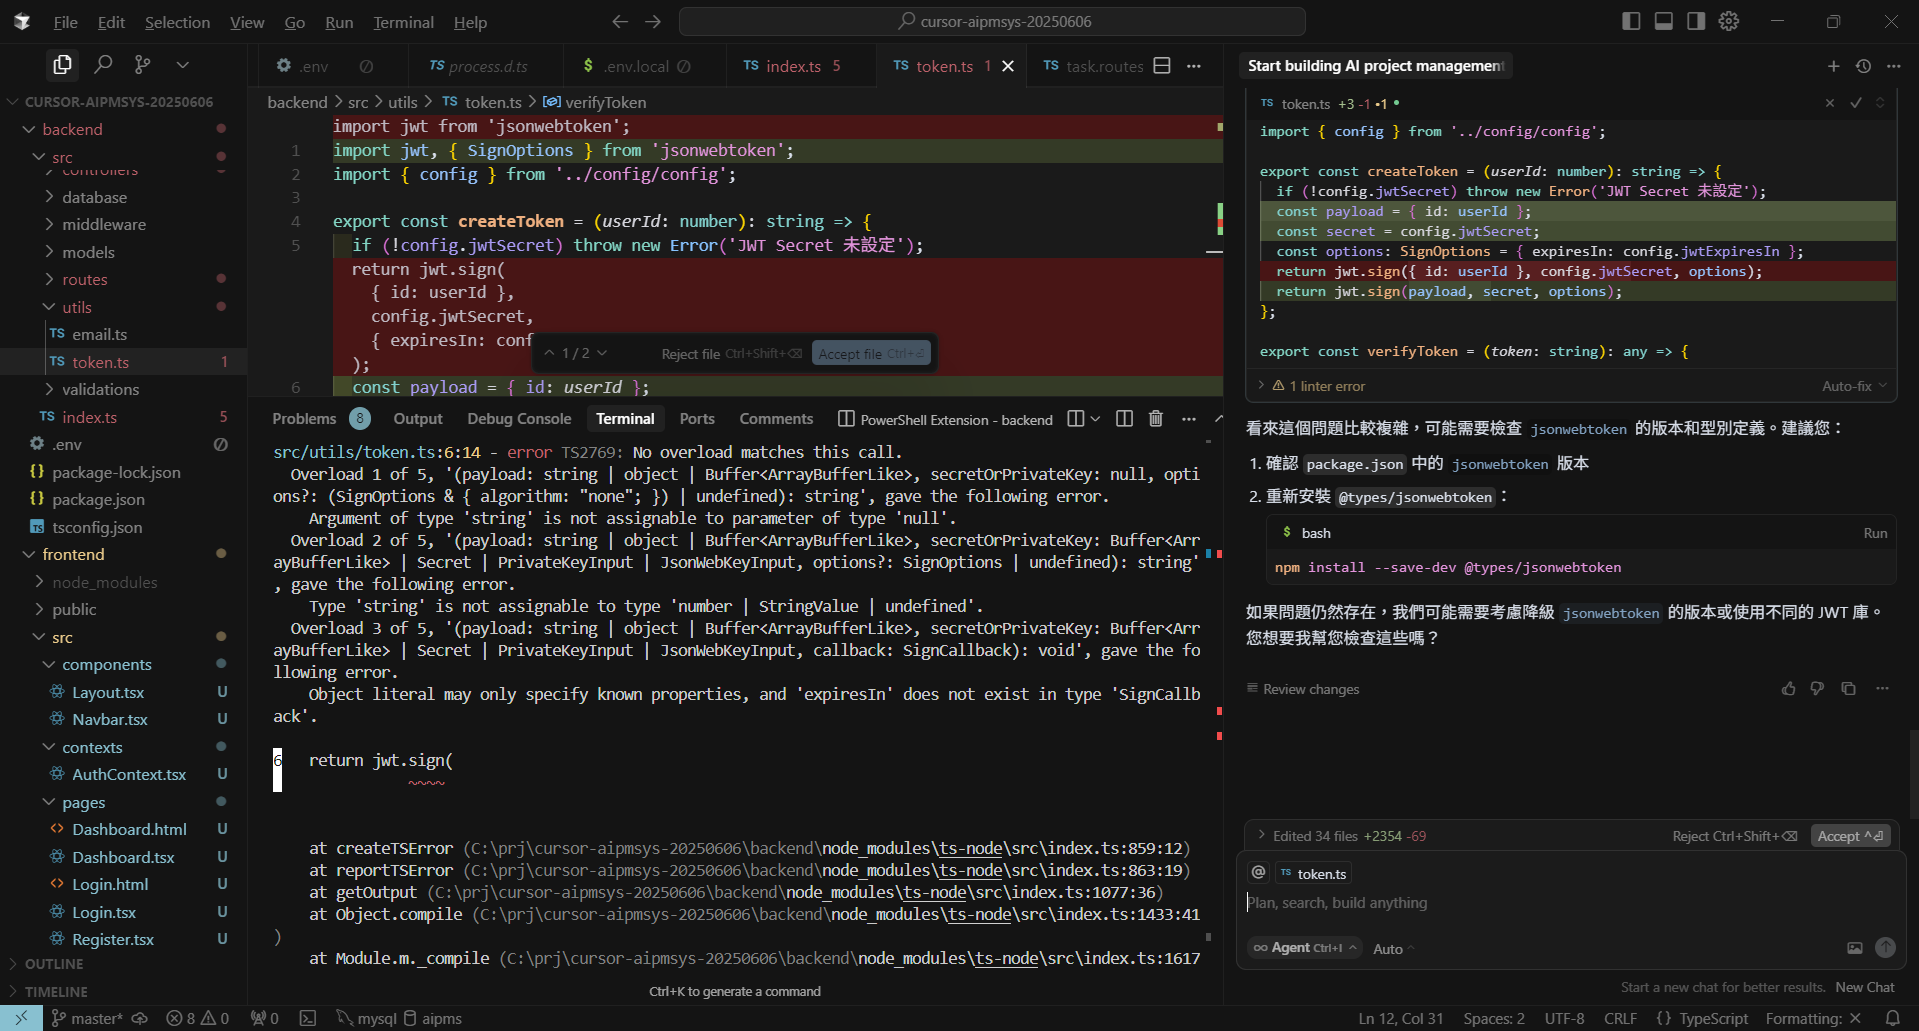 File Edit Selection View Go Run Terminal Help
cursor-aipmsys-20250606
CURSOR-AIPMSYS-20250606
backend
src
controllers
database
middleware
models
routes
utils
TS email.ts
TS token.ts 1
validations
TS index.ts 5
.env
{} package-lock.json
{} package.json
TS tsconfig.json
frontend
node_modules
public
src
components
Layout.tsx U
Navbar.tsx U
contexts
AuthContext.tsx U
pages
<> Dashboard.html U
Dashboard.tsx U
<> Login.html U
Login.tsx U
Register.tsx U
OUTLINE
TIMELINE
.env
TS process.d.ts
$ .env.local
TS index.ts 5
TS token.ts 1
TS task.routes
backend > src > utils > TS token.ts > verifyToken
import jwt from 'jsonwebtoken';
1 import jwt, { SignOptions } from 'jsonwebtoken';
2 import { config } from '../config/config';
3
4 export const createToken = (userId: number): string => {
5 if (!config.jwtSecret) throw new Error('JWT Secret 未設定');
return jwt.sign(
{ id: userId },
config.jwtSecret,
{ expiresIn: conf
);
6 const payload = { id: userId };
1 / 2 Reject file Ctrl+Shift+⌫ Accept file Ctrl+⏎
Problems 8 Output Debug Console Terminal Ports Comments PowerShell Extension - backend
src/utils/token.ts:6:14 - error TS2769: No overload matches this call.
Overload 1 of 5, '(payload: string | object | Buffer<ArrayBufferLike>, secretOrPrivateKey: null, opti
ons?: (SignOptions & { algorithm: "none"; }) | undefined): string', gave the following error.
Argument of type 'string' is not assignable to parameter of type 'null'.
Overload 2 of 5, '(payload: string | object | Buffer<ArrayBufferLike>, secretOrPrivateKey: Buffer<Arr
ayBufferLike> | Secret | PrivateKeyInput | JsonWebKeyInput, options?: SignOptions | undefined): string'
, gave the following error.
Type 'string' is not assignable to type 'number | StringValue | undefined'.
Overload 3 of 5, '(payload: string | object | Buffer<ArrayBufferLike>, secretOrPrivateKey: Buffer<Arr
ayBufferLike> | Secret | PrivateKeyInput | JsonWebKeyInput, callback: SignCallback): void', gave the fo
llowing error.
Object literal may only specify known properties, and 'expiresIn' does not exist in type 'SignCallb
ack'.
6 return jwt.sign(
~~~~
at createTSError (C:\prj\cursor-aipmsys-20250606\backend\node_modules\ts-node\src\index.ts:859:12)
at reportTSError (C:\prj\cursor-aipmsys-20250606\backend\node_modules\ts-node\src\index.ts:863:19)
at getOutput (C:\prj\cursor-aipmsys-20250606\backend\node_modules\ts-node\src\index.ts:1077:36)
at Object.compile (C:\prj\cursor-aipmsys-20250606\backend\node_modules\ts-node\src\index.ts:1433:41
)
at Module.m._compile (C:\prj\cursor-aipmsys-20250606\backend\node_modules\ts-node\src\index.ts:1617
Ctrl+K to generate a command
Start building AI project management
TS token.ts +3 -1 •1 •
import { config } from '../config/config';
export const createToken = (userId: number): string => {
if (!config.jwtSecret) throw new Error('JWT Secret 未設定');
const payload = { id: userId };
const secret = config.jwtSecret;
const options: SignOptions = { expiresIn: config.jwtExpiresIn };
return jwt.sign({ id: userId }, config.jwtSecret, options);
return jwt.sign(payload, secret, options);
};
export const verifyToken = (token: string): any => {
1 linter error Auto-fix
看來這個問題比較複雜，可能需要檢查 jsonwebtoken 的版本和型別定義。建議您：
1. 確認 package.json 中的 jsonwebtoken 版本
2. 重新安裝 @types/jsonwebtoken：
$ bash Run
npm install --save-dev @types/jsonwebtoken
如果問題仍然存在，我們可能需要考慮降級 jsonwebtoken 的版本或使用不同的 JWT 庫。
您想要我幫您檢查這些嗎？
Review changes
Edited 34 files +2354 -69 Reject Ctrl+Shift+⌫ Accept ^⏎
@ TS token.ts
Plan, search, build anything
∞ Agent Ctrl+I Auto
Start a new chat for better results. New Chat
master* 8 0 0 mysql aipms Ln 12, Col 31 Spaces: 2 UTF-8 CRLF {} TypeScript Formatting: ✕